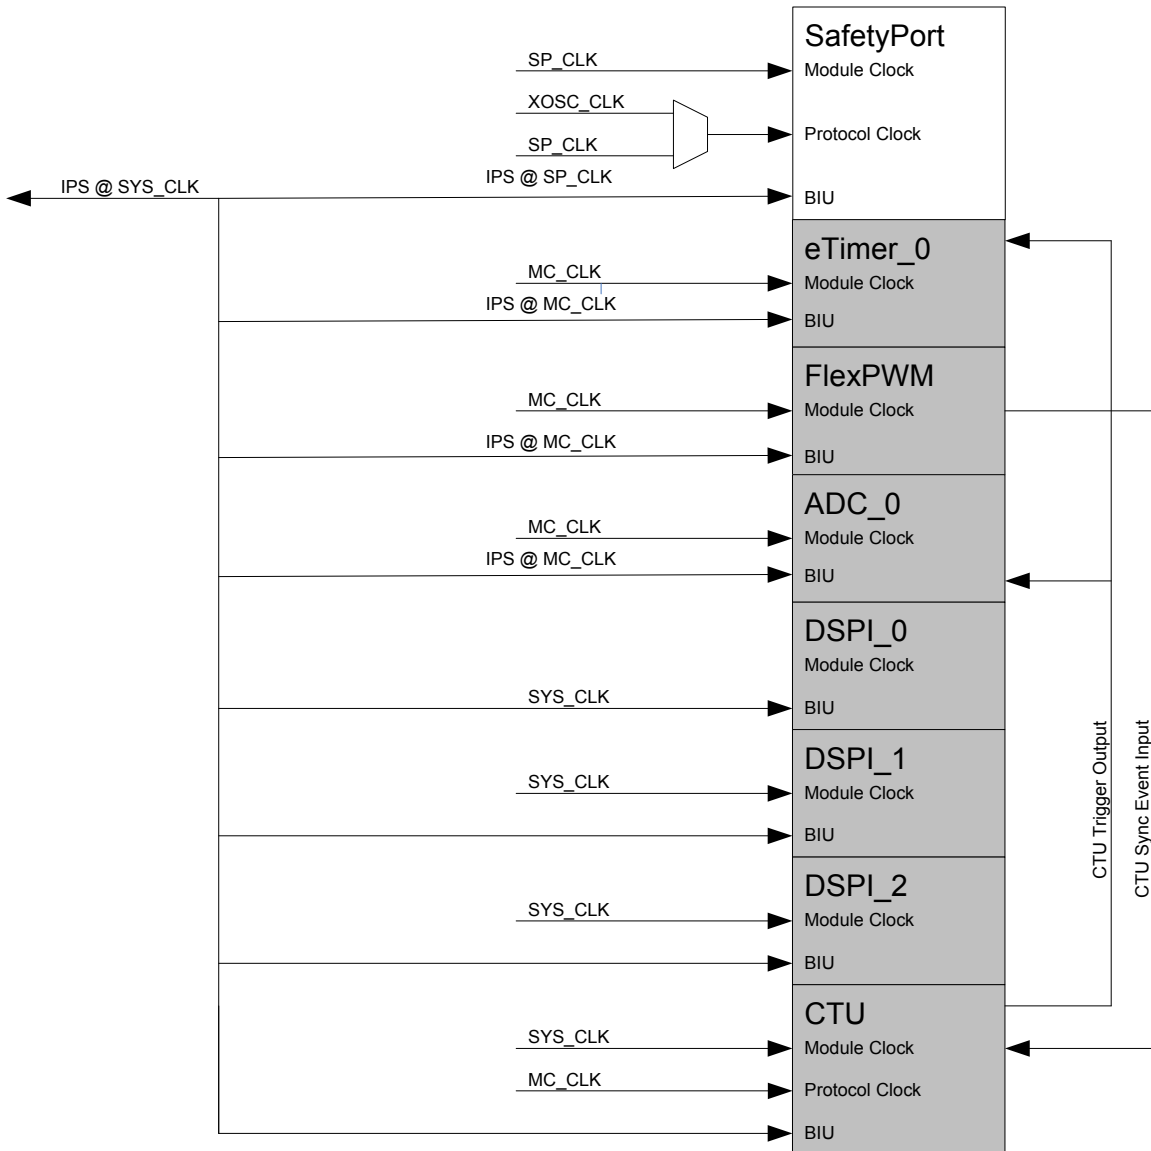 SafetyPort
SP_CLK
Module Clock
XOSC_CLK
Protocol Clock
SP_CLK
IPS @ SYS_CLK
IPS @ SP_CLK
BIU
eTimer_0
MC_CLK
Module Clock
IPS @ MC_CLK
BIU
FlexPWM
MC_CLK
Module Clock
IPS @ MC_CLK
BIU
ADC_0
MC_CLK
Module Clock
IPS @ MC_CLK
BIU
DSPI_0
Module Clock
SYS_CLK
BIU
DSPI_1
SYS_CLK
Module Clock
BIU
DSPI_2
SYS_CLK
Module Clock
BIU
CTU
SYS_CLK
Module Clock
MC_CLK
Protocol Clock
BIU
CTU Trigger Output
CTU Sync Event Input